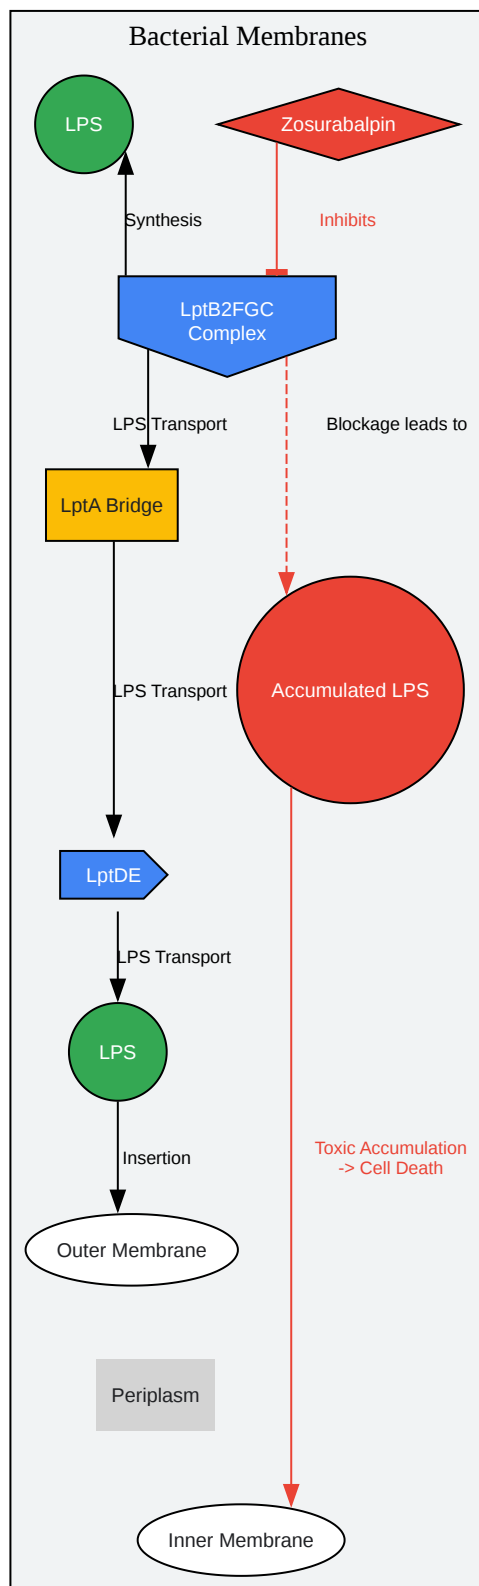 Bacterial Membranes
LPS
Zosurabalpin
Synthesis
Inhibits
LptB2FGC
Complex
LPS Transport
Blockage leads to
LptA Bridge
LPS Transport
Accumulated LPS
LptDE
LPS Transport
LPS
Insertion
Toxic Accumulation
-> Cell Death
Outer Membrane
Periplasm
Inner Membrane